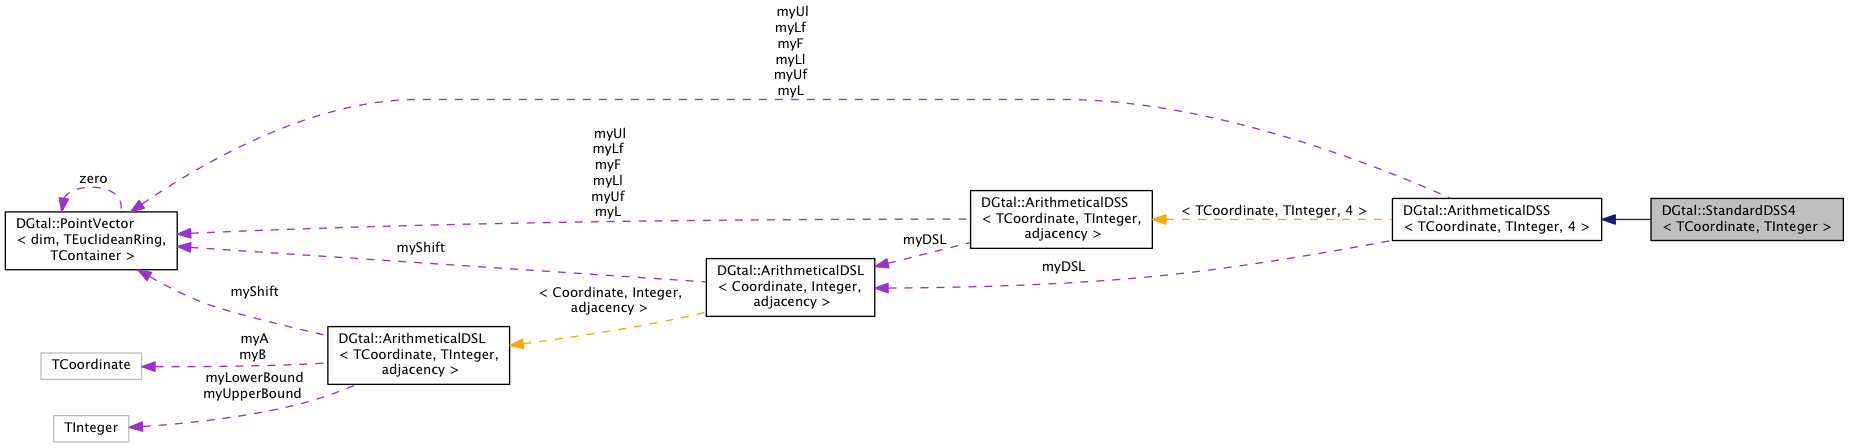 myUl
myLf
myF
myLl
myUf
myL
myUl
myLf
myF
myLl
myUf
myL
zero
DGtal::PointVector
< dim, TEuclideanRing,
TContainer >
DGtal::ArithmeticalDSS
< TCoordinate, TInteger,
adjacency >
< TCoordinate, TInteger, 4 >
DGtal::ArithmeticalDSS
< TCoordinate, TInteger, 4 >
DGtal::StandardDSS4
< TCoordinate, TInteger >
myShift
myDSL
myDSL
DGtal::ArithmeticalDSL
< Coordinate, Integer,
adjacency >
myShift
< Coordinate, Integer,
adjacency >
DGtal::ArithmeticalDSL
< TCoordinate, TInteger,
adjacency >
myA
myB
TCoordinate
myLowerBound
myUpperBound
TInteger